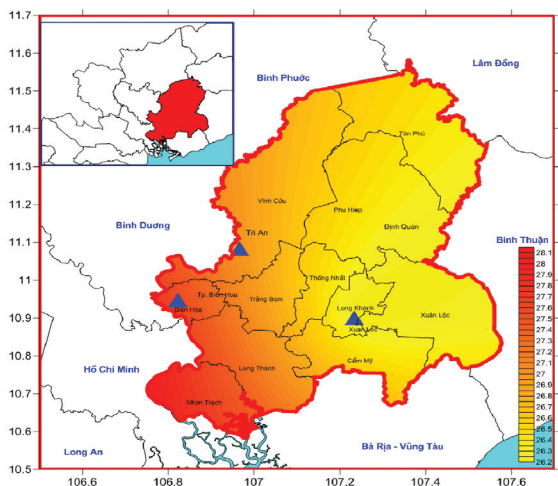 11.7
Bình Phước
Lâm Đồng
11.6
11.5
11.4
Tân Phú
11.3
Vĩnh Cửu
Phu Hiep
11.2
Định Quán
Bình Dương
Trị An
Bình Thuận
11.1
Thống Nhất
11
Tp. Biên Hoà
Trảng Bom
Long Khánh
Xuân Lộc
Biên Hòa
10.9
Xuân Lộc
Cẩm Mỹ
10.8
Hồ Chí Minh
Long Thành
10.7
Nhơn Trạch
10.6
Long An
Bà Rịa - Vũng Tàu
10.5
106.6 106.8 107 107.2 107.4 107.6
28.1
28
27.9
27.8
27.7
27.6
27.5
27.4
27.3
27.2
27.1
27
26.9
26.8
26.7
26.6
26.5
26.4
26.3
26.2